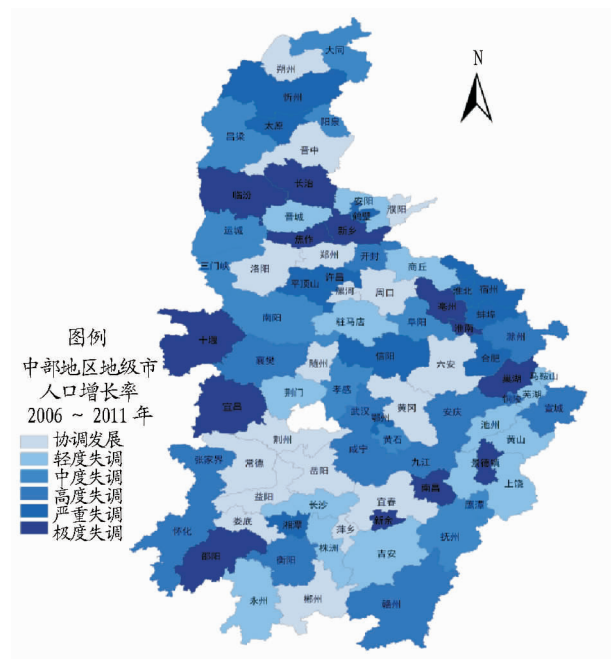 大同
N
朔州
忻州
太原
阳泉
吕梁
晋中
长治
临汾
安阳
鹤壁
濮阳
晋城
运城
焦作
新乡
郑州
开封
三门峡
洛阳
商丘
许昌
平顶山
漯河
周口
淮北
宿州
亳州
蚌埠
淮南
南阳
驻马店
阜阳
滁州
十堰
信阳
六安
合肥
襄樊
随州
巢湖
马鞍山
芜湖
铜陵
宣城
宜昌
荆门
孝感
武汉
鄂州
黄冈
安庆
池州
黄山
荆州
黄石
咸宁
九江
景德镇
上饶
张家界
常德
岳阳
益阳
南昌
宜春
鹰潭
长沙
娄底
湘潭
萍乡
新余
抚州
怀化
邵阳
衡阳
株洲
吉安
永州
郴州
赣州
图例
中部地区地级市
人口增长率
2006 ~ 2011 年
协调发展
轻度失调
中度失调
高度失调
严重失调
极度失调